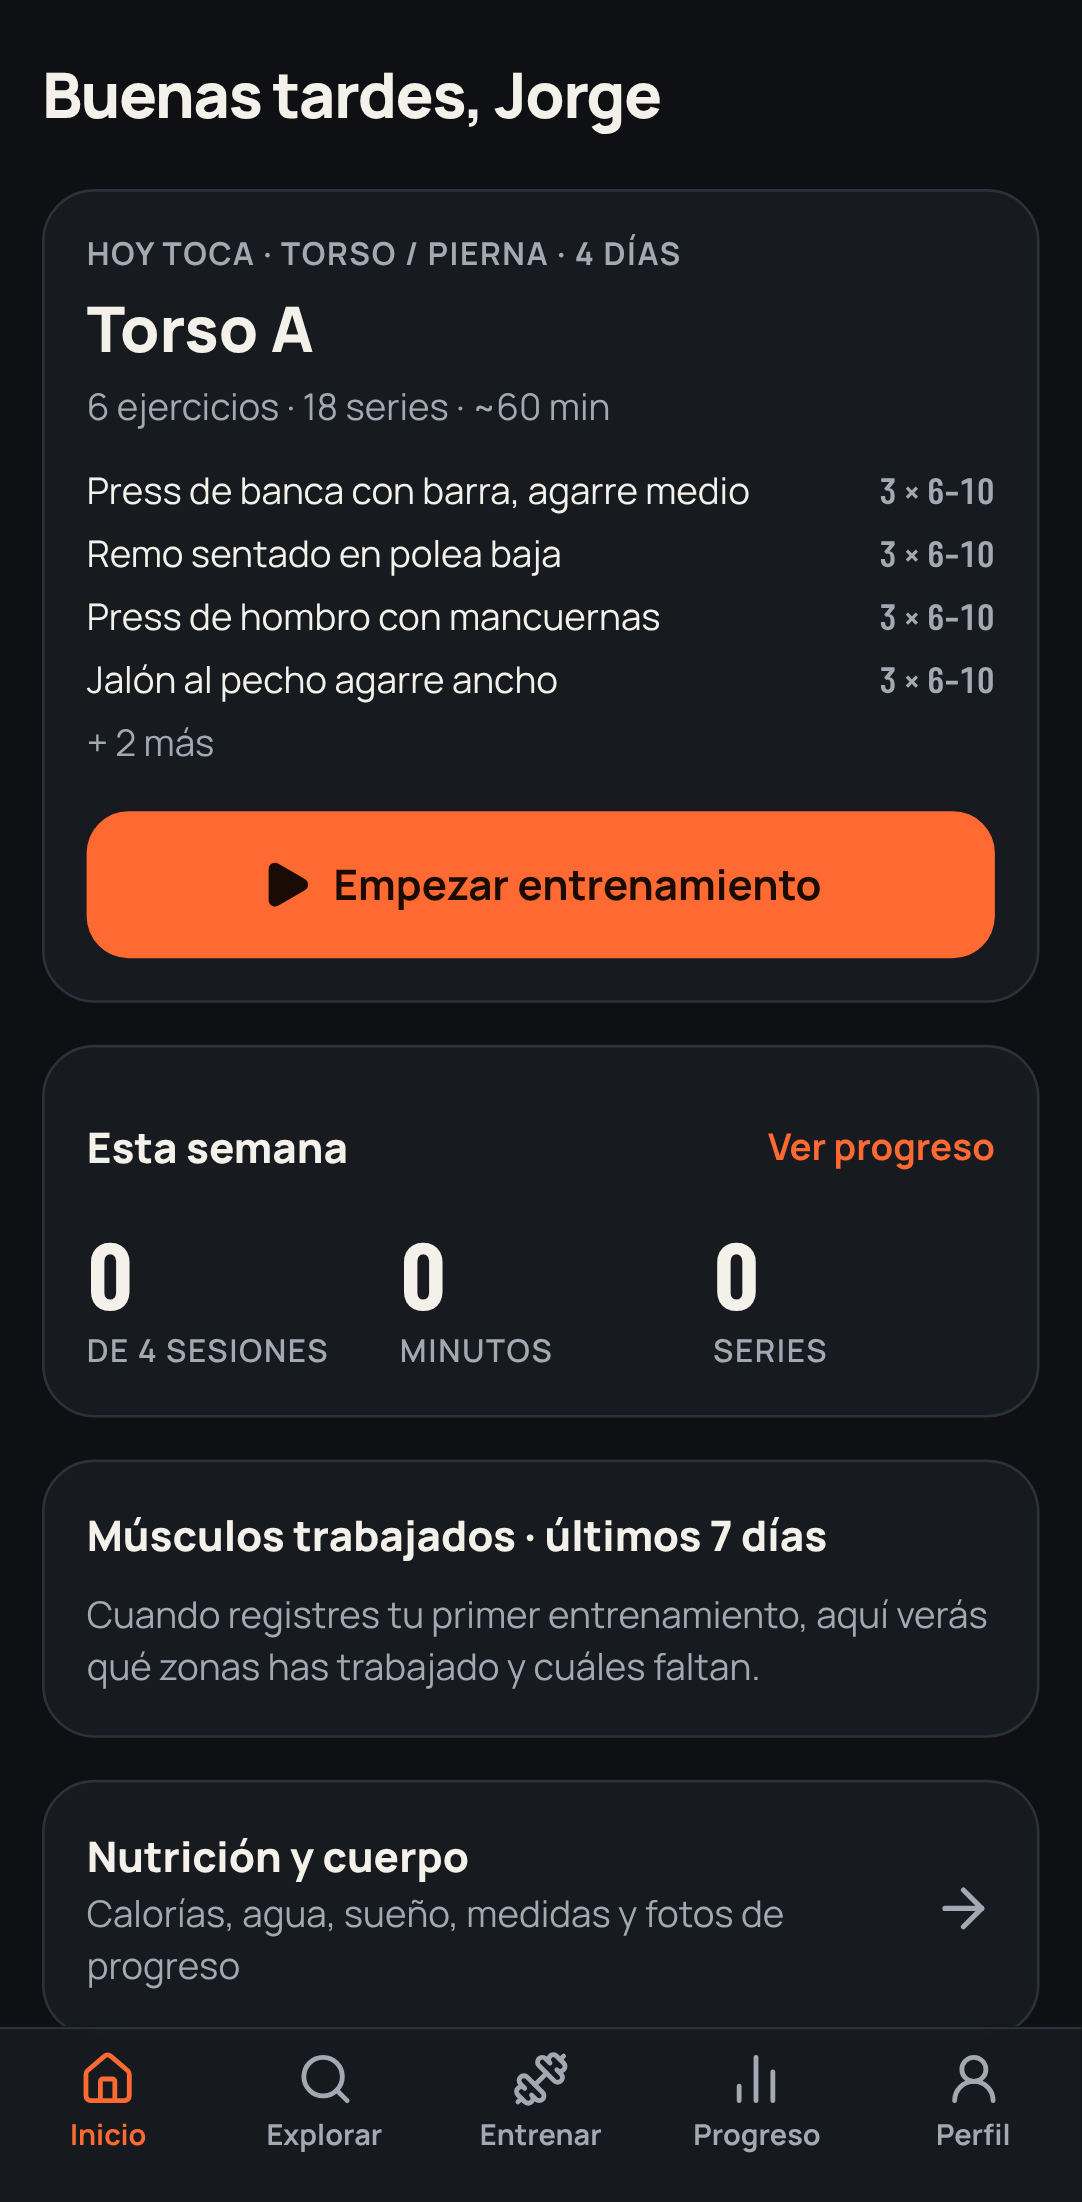 Buenas tardes, Jorge
HOY TOCA · TORSO / PIERNA · 4 DÍAS
Torso A
6 ejercicios · 18 series · ~60 min
Press de banca con barra, agarre medio 3 × 6–10
Remo sentado en polea baja 3 × 6–10
Press de hombro con mancuernas 3 × 6–10
Jalón al pecho agarre ancho 3 × 6–10
+ 2 más
Empezar entrenamiento
Esta semana Ver progreso
0 0 0
DE 4 SESIONES MINUTOS SERIES
Músculos trabajados · últimos 7 días
Cuando registres tu primer entrenamiento, aquí verás
qué zonas has trabajado y cuáles faltan.
Nutrición y cuerpo
Calorías, agua, sueño, medidas y fotos de
progreso
Inicio Explorar Entrenar Progreso Perfil